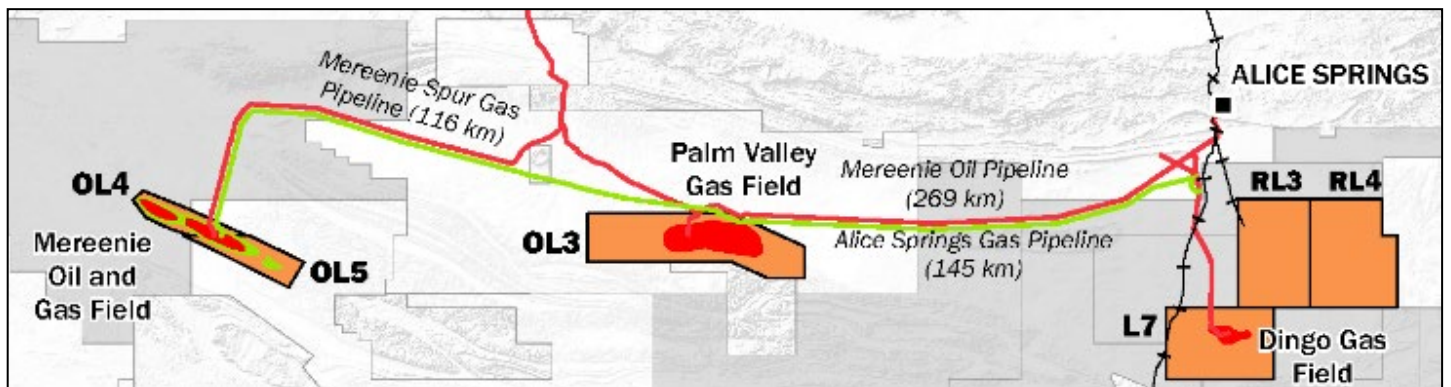 Mereenie Spur Gas
Pipeline (116 km)
ALICE SPRINGS
Palm Valley
Gas Field
Mereenie Oil Pipeline
(269 km)
OL4
RL3
RL4
Mereenie
Oil and
Gas Field
OL5
OL3
Alice Springs Gas Pipeline
(145 km)
L7
Dingo Gas
Field